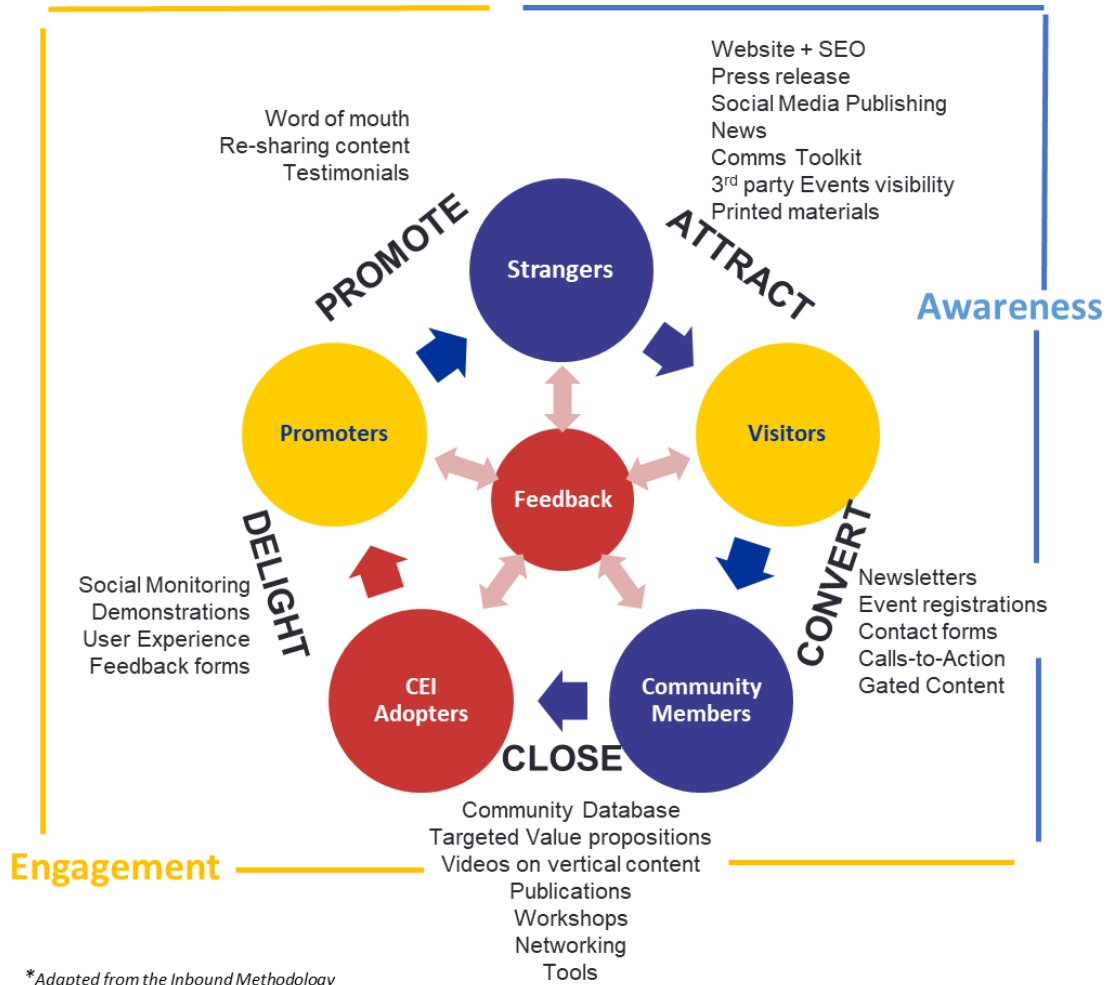 Website + SEO
Press release
Social Media Publishing
News
Comms Toolkit
3rd party Events visibility
Printed materials
Word of mouth
Re-sharing content
Testimonials
PROMOTE
ATTRACT
Strangers
Awareness
Promoters
Visitors
Feedback
DELIGHT
CONVERT
Social Monitoring
Demonstrations
User Experience
Feedback forms
Newsletters
Event registrations
Contact forms
Calls-to-Action
Gated Content
CEI
Adopters
Community
Members
CLOSE
Community Database
Targeted Value propositions
Videos on vertical content
Publications
Workshops
Networking
Tools
Engagement
*Adapted from the Inbound Methodology